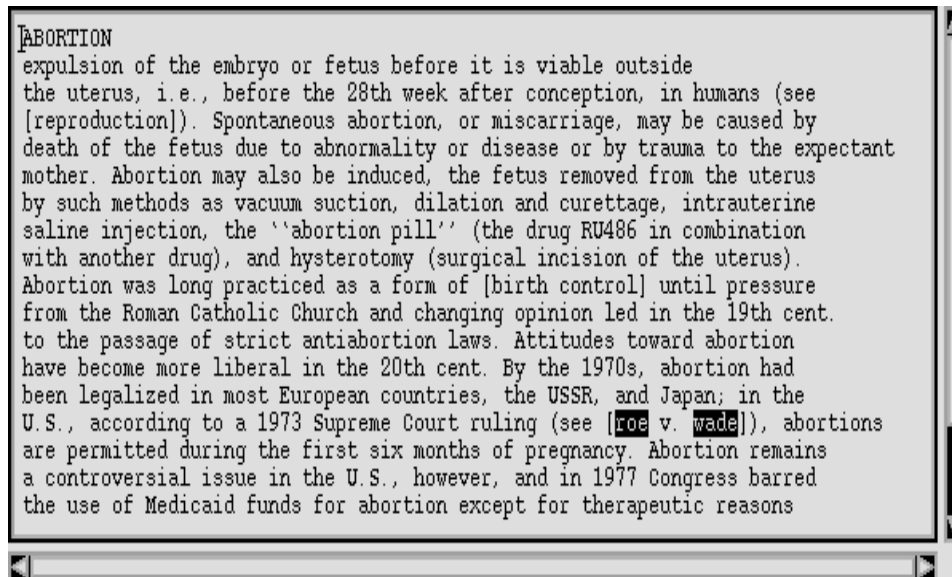 ABORTION
expulsion of the embryo or fetus before it is viable outside
the uterus, i.e., before the 28th week after conception, in humans (see
[reproduction]). Spontaneous abortion, or miscarriage, may be caused by
death of the fetus due to abnormality or disease or by trauma to the expectant
mother. Abortion may also be induced, the fetus removed from the uterus
by such methods as vacuum suction, dilation and curettage, intrauterine
saline injection, the ``abortion pill'' (the drug RU486 in combination
with another drug), and hysterotomy (surgical incision of the uterus).
Abortion was long practiced as a form of [birth control] until pressure
from the Roman Catholic Church and changing opinion led in the 19th cent.
to the passage of strict antiabortion laws. Attitudes toward abortion
have become more liberal in the 20th cent. By the 1970s, abortion had
been legalized in most European countries, the USSR, and Japan; in the
U.S., according to a 1973 Supreme Court ruling (see [roe v. wade]), abortions
are permitted during the first six months of pregnancy. Abortion remains
a controversial issue in the U.S., however, and in 1977 Congress barred
the use of Medicaid funds for abortion except for therapeutic reasons